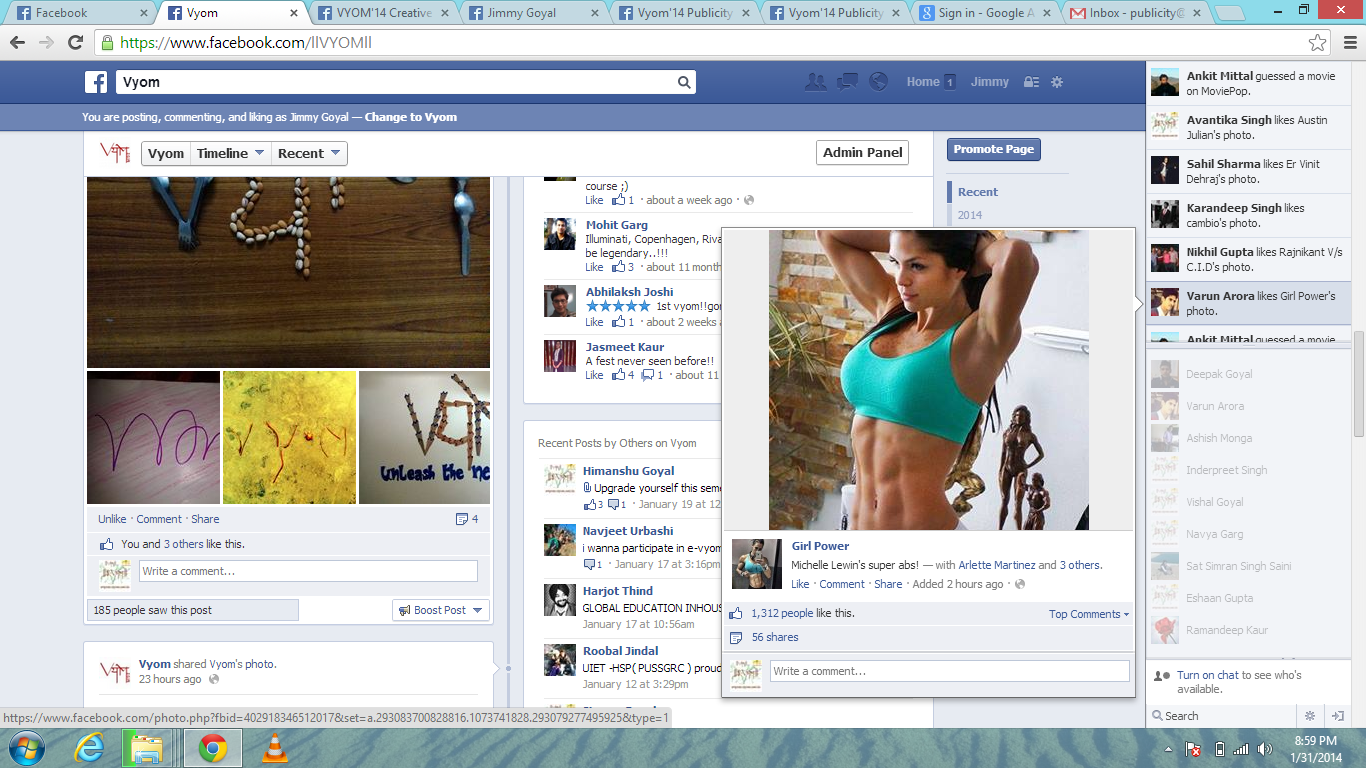 Facebook
Vyom
VYOM'14 Creative
Jimmy Goyal
Vyom'14 Publicity
Vyom'14 Publicity
Sign in - Google A
Inbox - publicity@
https://www.facebook.com/llVYOMll
Vyom
Home 1
Jimmy
You are posting, commenting, and liking as Jimmy Goyal — Change to Vyom
Vyom Timeline Recent
Admin Panel
Unleash the
Unlike · Comment · Share
4
You and 3 others like this.
Write a comment...
185 people saw this post
Boost Post
Vyom shared Vyom's photo.
23 hours ago
course ;)
Like 1 · about a week ago
Mohit Garg
Illuminati, Copenhagen, Riva
be legendary..!!!
Like 3 · about 11 month
Abhilaksh Joshi
1st vyom!!gor
Like 1 · about 2 weeks
Jasmeet Kaur
A fest never seen before!!
Like 4 1 · about 11
Recent Posts by Others on Vyom
Himanshu Goyal
Upgrade yourself this seme
3 1 · January 19 at 12
Navjeet Urbashi
i wanna participate in e-vyom
1 · January 17 at 3:16pm
Harjot Thind
GLOBAL EDUCATION INHOUS
January 17 at 10:56am
Roobal Jindal
UIET -HSP( PUSSGRC ) proud
January 12 at 3:29pm
Promote Page
Recent
2014
Girl Power
Michelle Lewin's super abs! — with Arlette Martinez and 3 others.
Like · Comment · Share · Added 2 hours ago
1,312 people like this.
Top Comments
56 shares
Write a comment...
Ankit Mittal guessed a movie
on MoviePop.
Avantika Singh likes Austin
Julian's photo.
Sahil Sharma likes Er Vinit
Dehraj's photo.
Karandeep Singh likes
cambio's photo.
Nikhil Gupta likes Rajnikant V/s
C.I.D's photo.
Varun Arora likes Girl Power's
photo.
Ankit Mittal guessed a movie
Deepak Goyal
Varun Arora
Ashish Monga
Inderpreet Singh
Vishal Goyal
Navya Garg
Sat Simran Singh Saini
Eshaan Gupta
Ramandeep Kaur
Turn on chat to see who's
available.
Search
https://www.facebook.com/photo.php?fbid=402918346512017&set=a.293083700828816.1073741828.293079277495925&type=1
8:59 PM
1/31/2014